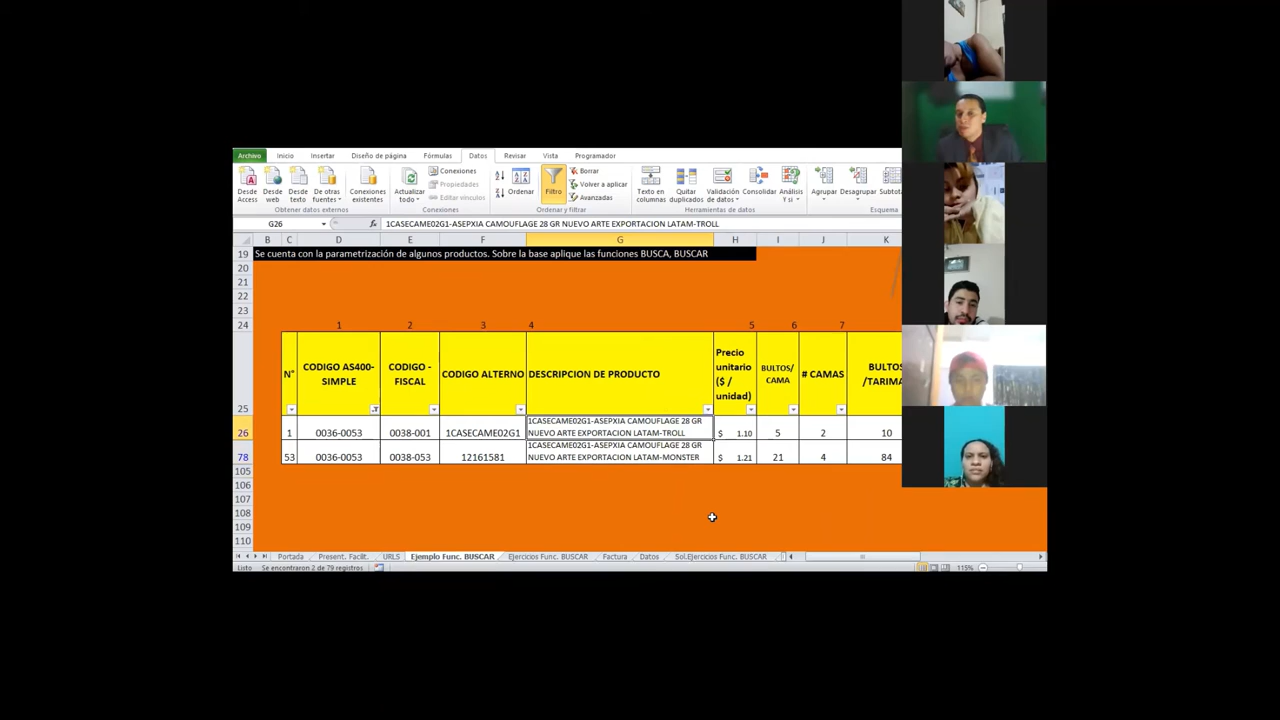 Archivo Inicio Insertar Diseño de página Fórmulas Datos Revisar Vista Programador
Desde Access
Desde web
Desde texto
De otras fuentes
Conexiones existentes
Obtener datos externos
Actualizar todo
Conexiones
Propiedades
Editar vínculos
Conexiones
Ordenar
Filtro
Borrar
Volver a aplicar
Avanzadas
Ordenar y filtrar
Texto en columnas
Quitar duplicados
Validación de datos
Consolidar
Análisis Y si
Herramientas de datos
Agrupar
Desagrupar
Esquema
G26 fx 1CASECAME02G1-ASEPXIA CAMOUFLAGE 28 GR NUEVO ARTE EXPORTACION LATAM-TROLL
B C D E F G H I J K
19 Se cuenta con la parametrización de algunos productos. Sobre la base aplique las funciones BUSCA, BUSCAR
20
21
22
23
24 1 2 3 4 5 6 7
25 N° CODIGO AS400-SIMPLE CODIGO - FISCAL CODIGO ALTERNO DESCRIPCION DE PRODUCTO Precio unitario ($ / unidad) BULTOS/ CAMA # CAMAS BULTOS /TARIMA
26 1 0036-0053 0038-001 1CASECAME02G1 1CASECAME02G1-ASEPXIA CAMOUFLAGE 28 GR NUEVO ARTE EXPORTACION LATAM-TROLL $ 1.10 5 2 10
78 53 0036-0053 0038-053 12161581 1CASECAME02G1-ASEPXIA CAMOUFLAGE 28 GR NUEVO ARTE EXPORTACION LATAM-MONSTER $ 1.21 21 4 84
105
106
107
108
109
110
Portada Present. Facilit. URLS Ejemplo Func. BUSCAR Ejercicios Func. BUSCAR Factura Datos Sol.Ejercicios Func. BUSCAR
Listo Se encontraron 2 de 79 registros 115%